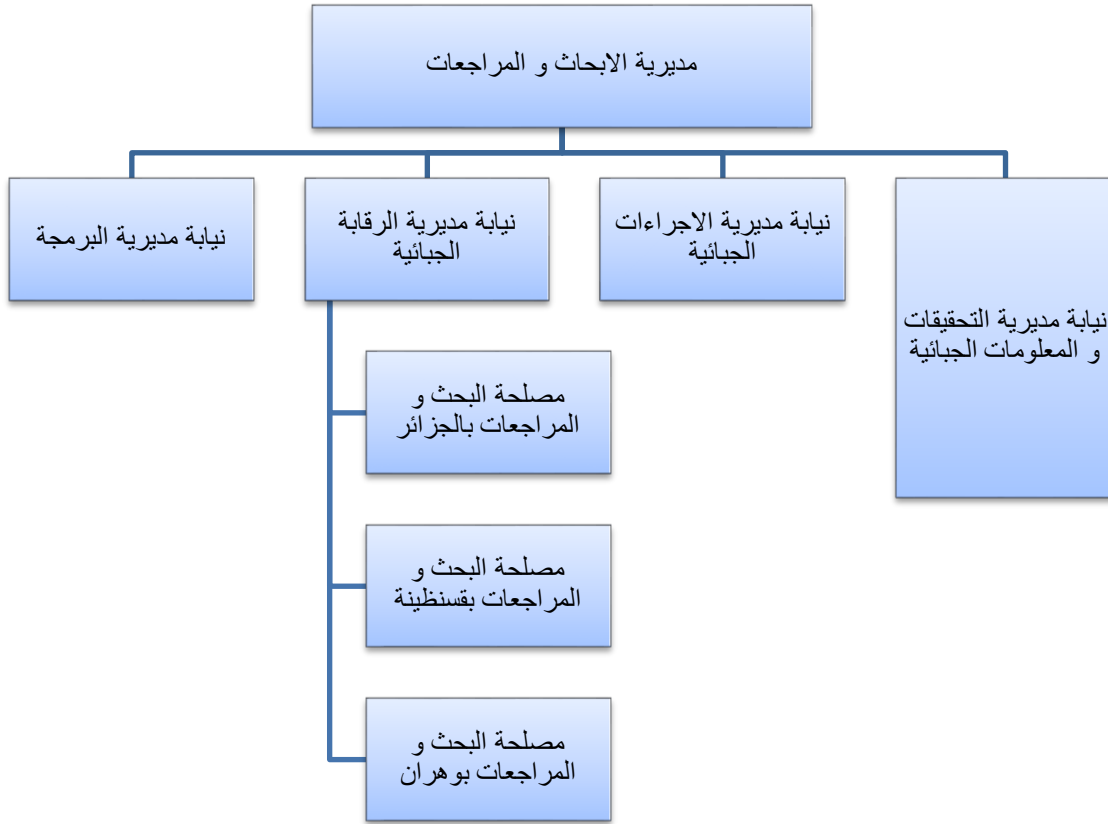 مديرية الابحاث و المراجعات
نيابة مديرية التحقيقات
و المعلومات الجبائية
نيابة مديرية الاجراءات
الجبائية
نيابة مديرية الرقابة
الجبائية
نيابة مديرية البرمجة
مصلحة البحث و
المراجعات بالجزائر
مصلحة البحث و
المراجعات بقسنظينة
مصلحة البحث و
المراجعات بوهران